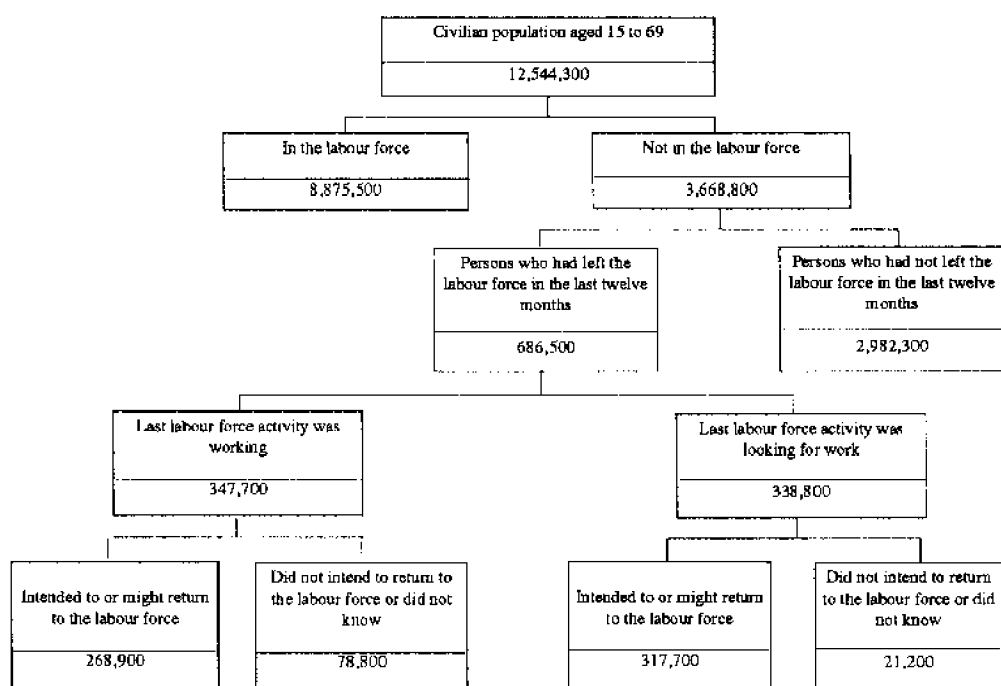 Civilian population aged 15 to 69
12,544,300
In the labour force
8,875,500
Not in the labour force
3,668,800
Persons who had left the
labour force in the last twelve
months
686,500
Persons who had not left the
labour force in the last twelve
months
2,982,300
Last labour force activity was
working
347,700
Last labour force activity was
looking for work
338,800
Intended to or might return
to the labour force
268,900
Did not intend to return to
the labour force or did not
know
78,800
Intended to or might return
to the labour force
317,700
Did not intend to return
to the labour force or did
not know
21,200